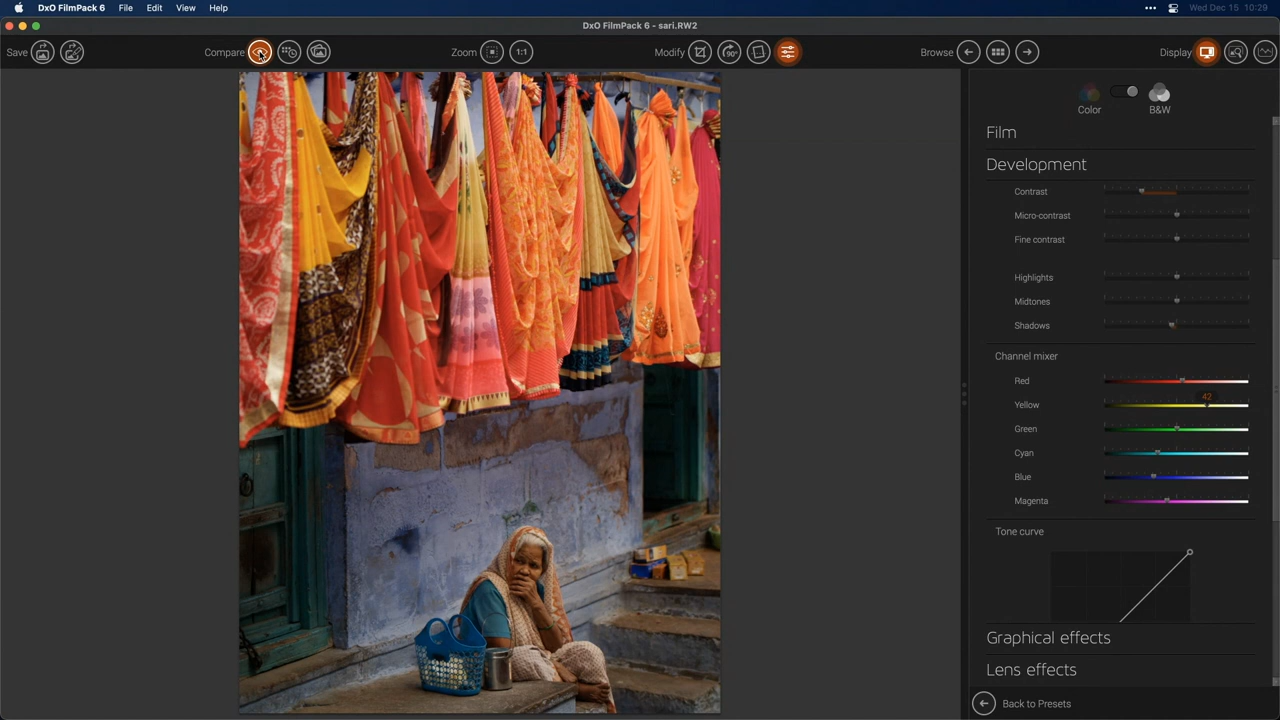 DxO FilmPack 6 File Edit View Help Wed Dec 15 10:29
DxO FilmPack 6 - sari.RW2
Save Compare Zoom 1:1 Modify 90° Browse Display
Color B&W
Film
Development
Contrast
Micro-contrast
Fine contrast
Highlights
Midtones
Shadows
Channel mixer
Red
42
Yellow
Green
Cyan
Blue
Magenta
Tone curve
Graphical effects
Lens effects
Back to Presets